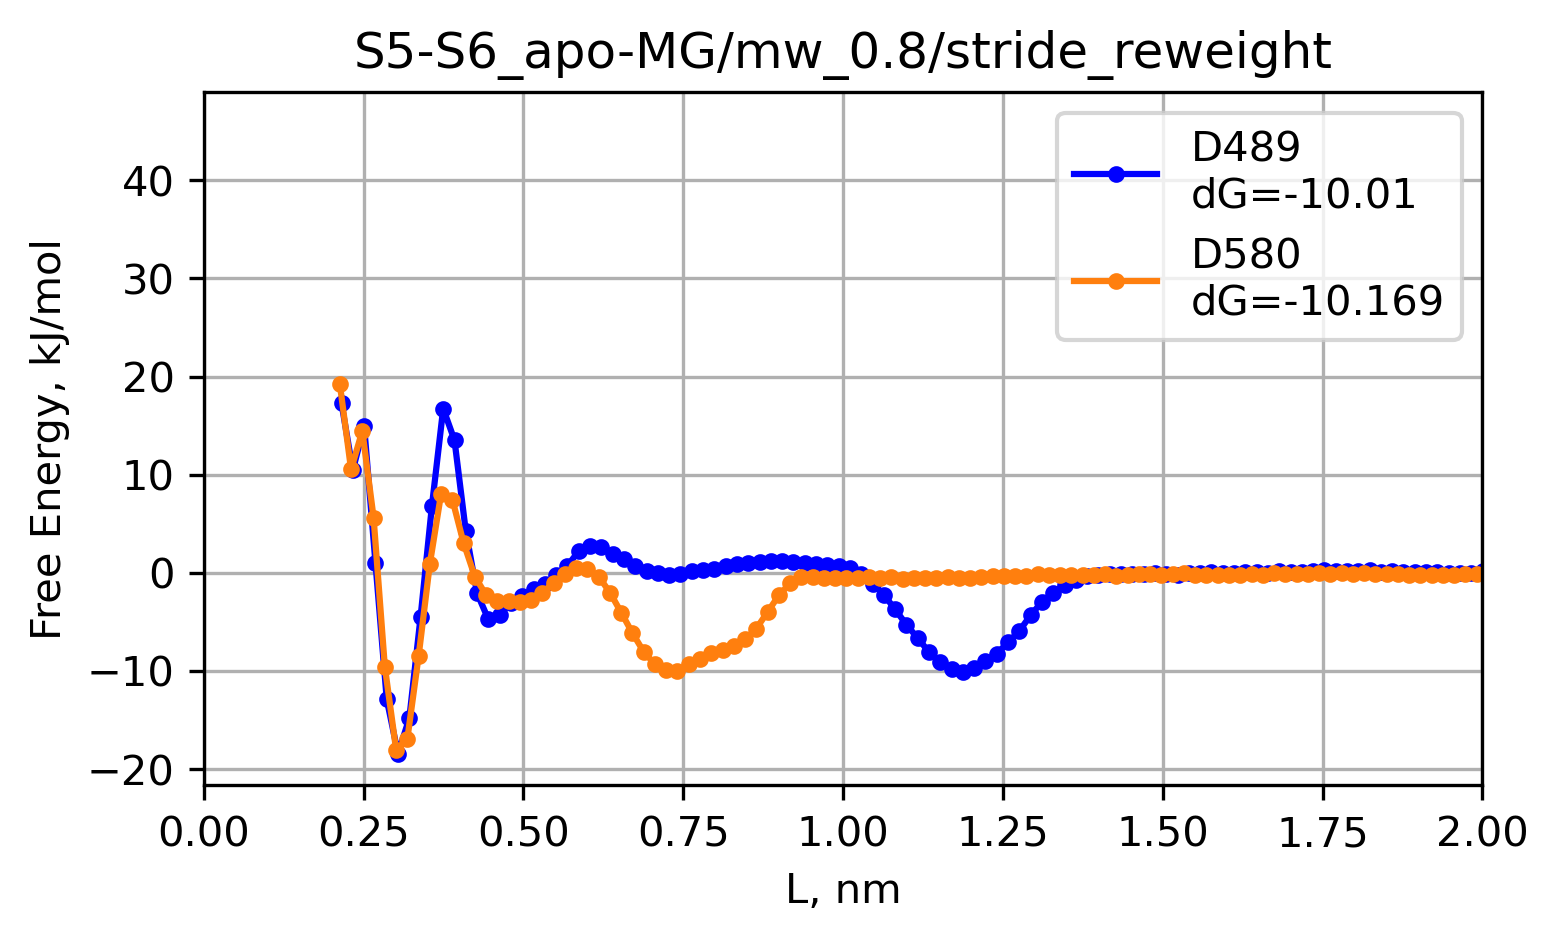 S5-S6_apo-MG/mw_0.8/stride_reweight
D489
dG=-10.01
D580
dG=-10.169
Free Energy, kJ/mol
40
30
20
10
0
−10
−20
0.00 0.25 0.50 0.75 1.00 1.25 1.50 1.75 2.00
L, nm